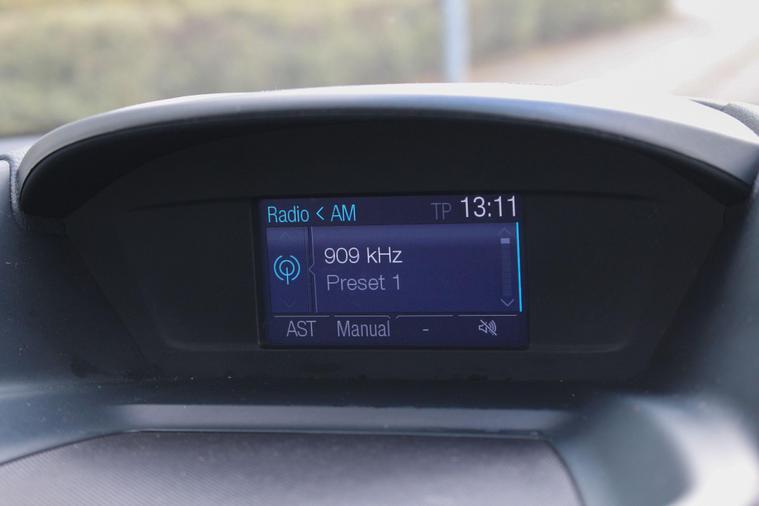 Radio < AM TP 13:11
909 kHz
Preset 1
AST Manual -